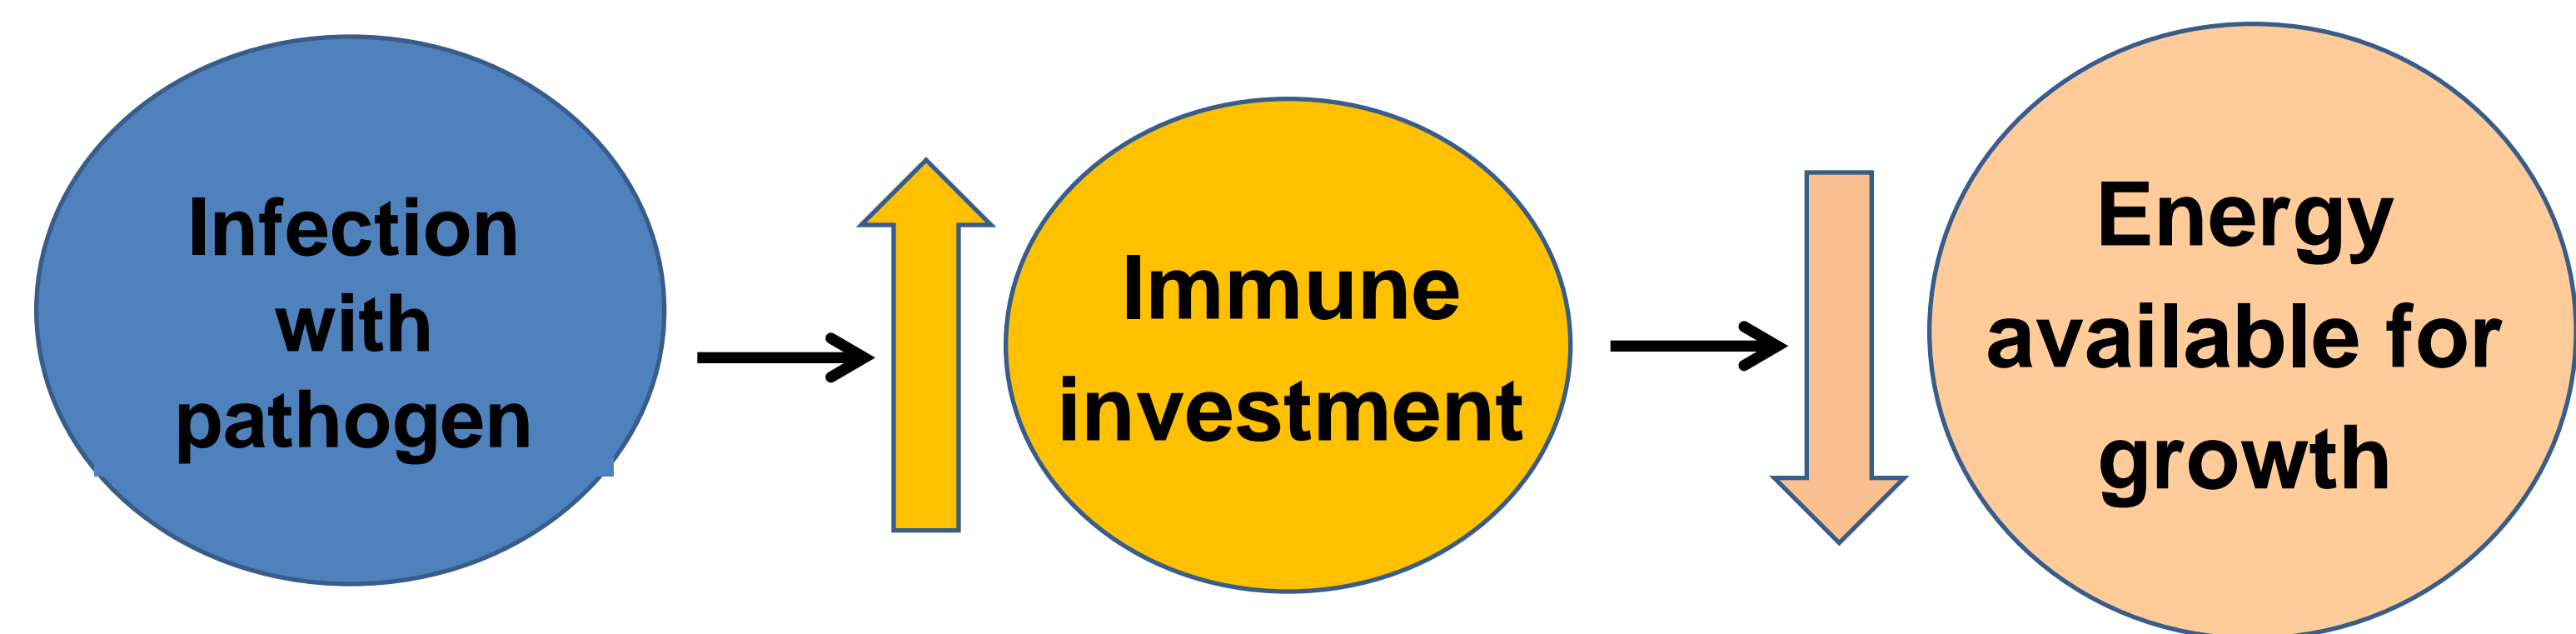 Infection
with
pathogen
Immune
investment
Energy
available for
growth